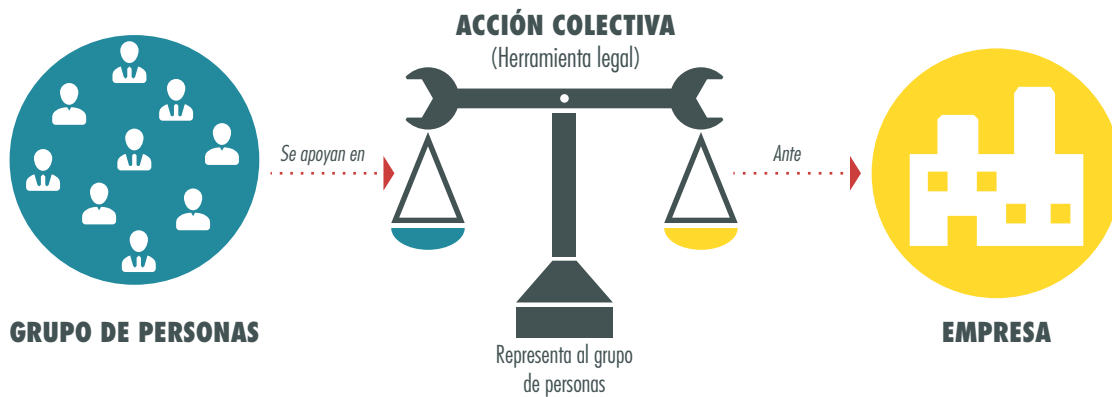 ACCIÓN COLECTIVA
(Herramienta legal)
Se apoyan en
Ante
GRUPO DE PERSONAS
EMPRESA
Representa al grupo
de personas